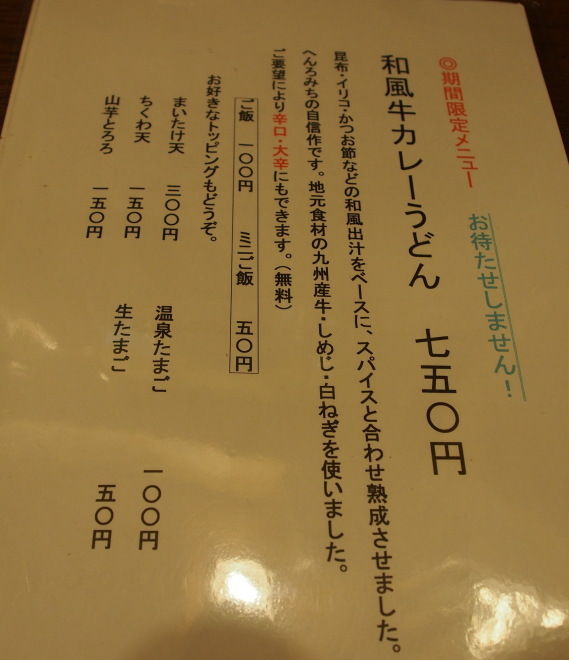 お待たせしません！
◎期間限定メニュー
和風牛カレーうどん　七五〇円
昆布・イリコ・かつお節などの和風出汁をベースに、スパイスと合わせ熟成させました。
へんろみちの自信作です。地元食材の九州産牛・しめじ・白ねぎを使いました。
ご要望により辛口・大辛にもできます。（無料）
ご飯　一〇〇円　ミニご飯　五〇円
お好きなトッピングもどうぞ。
まいたけ天　三〇〇円　温泉たまご　一〇〇円
ちくわ天　一五〇円　生たまご　五〇円
山芋とろろ　一五〇円